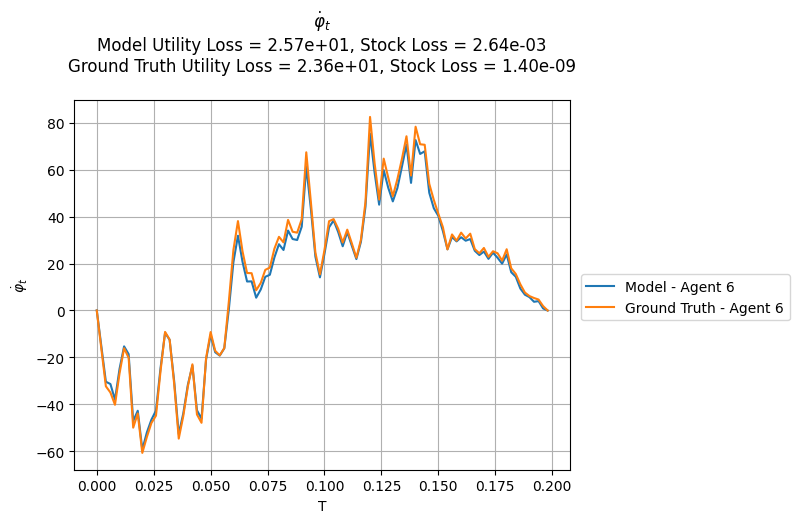 φ̇ₜ
Model Utility Loss = 2.57e+01, Stock Loss = 2.64e-03
Ground Truth Utility Loss = 2.36e+01, Stock Loss = 1.40e-09
φ̇ₜ
80
60
40
20
0
−20
−40
−60
0.000 0.025 0.050 0.075 0.100 0.125 0.150 0.175 0.200
T
Model - Agent 6
Ground Truth - Agent 6